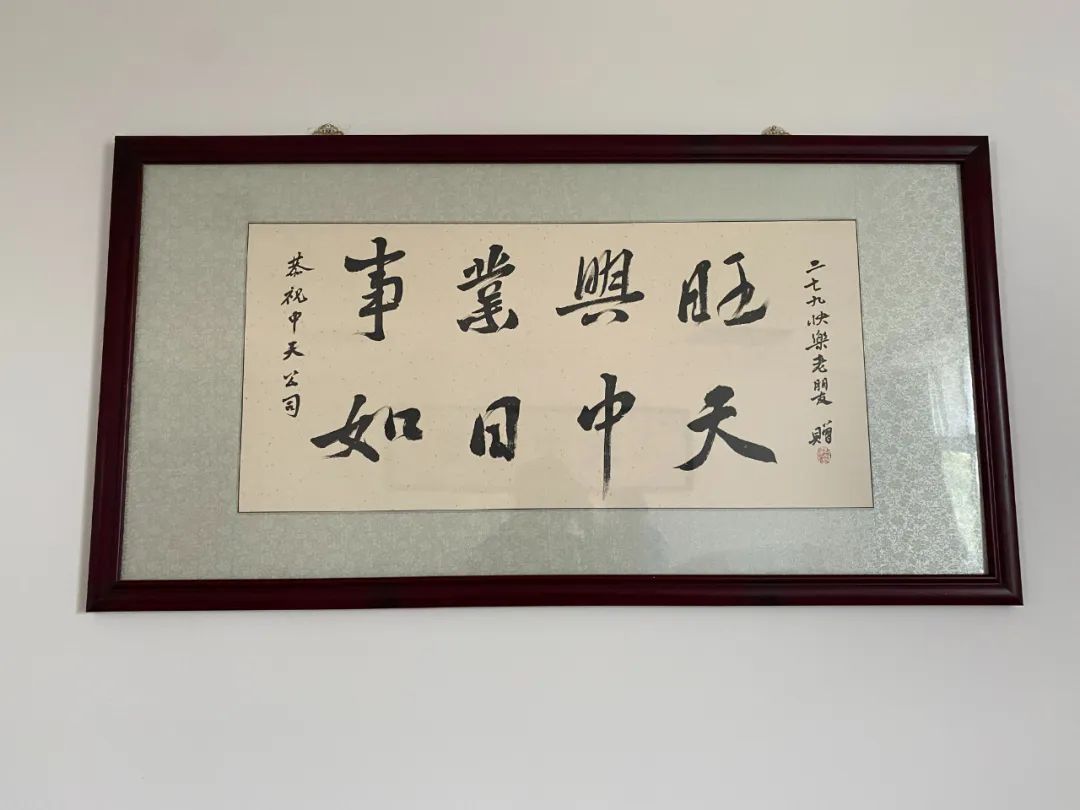 恭祝中天公司
事業興旺
如日中天
二七九快樂老朋友 贈